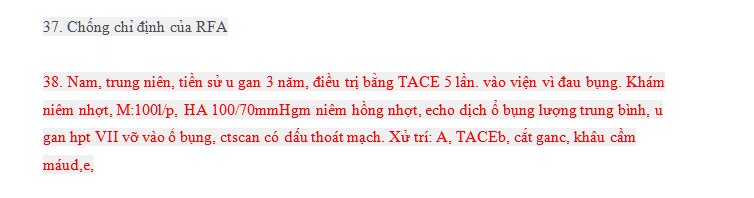 37. Chống chỉ định của RFA
38. Nam, trung niên, tiền sử u gan 3 năm, điều trị bằng TACE 5 lần. vào viện vì đau bụng. Khám
niêm nhợt, M:100l/p, HA 100/70mmHgm niêm hồng nhợt, echo dịch ổ bụng lượng trung bình, u
gan hpt VII vỡ vào ổ bụng, ctscan có dấu thoát mạch. Xử trí: A, TACEb, cắt ganc, khâu cầm
máud,e,